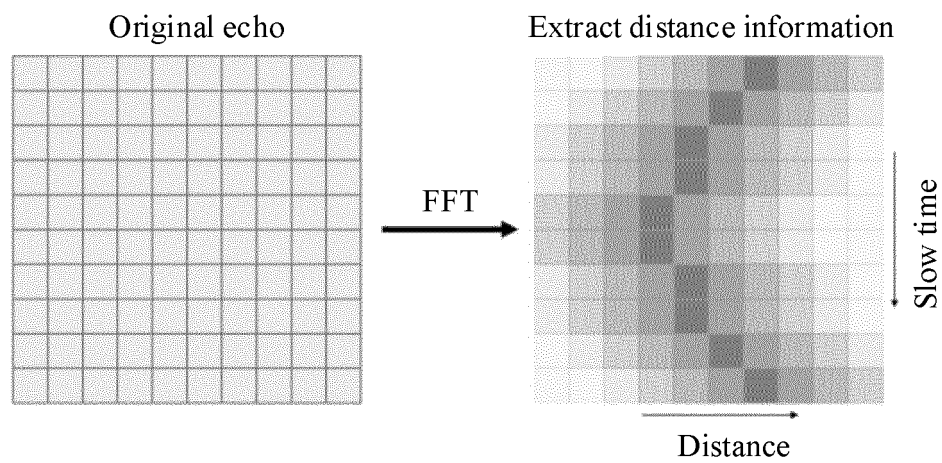 Original echo
Extract distance information
FFT
Slow time
Distance